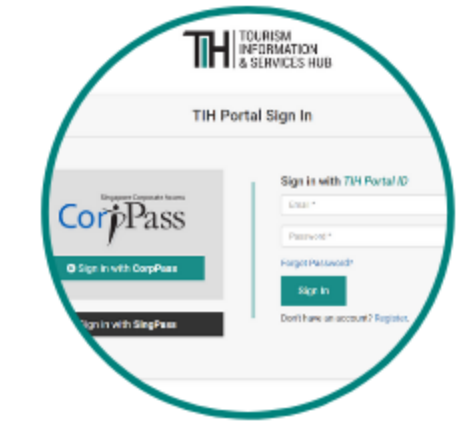 TIH
TOURISM
INFORMATION
& SERVICES HUB
TIH Portal Sign In
Singapore Corporate Access
CorpPass
Sign in with CorpPass
Sign in with SingPass
Sign in with TIH Portal ID
Email *
Password *
Forgot Password?
Sign In
Don't have an account? Register.